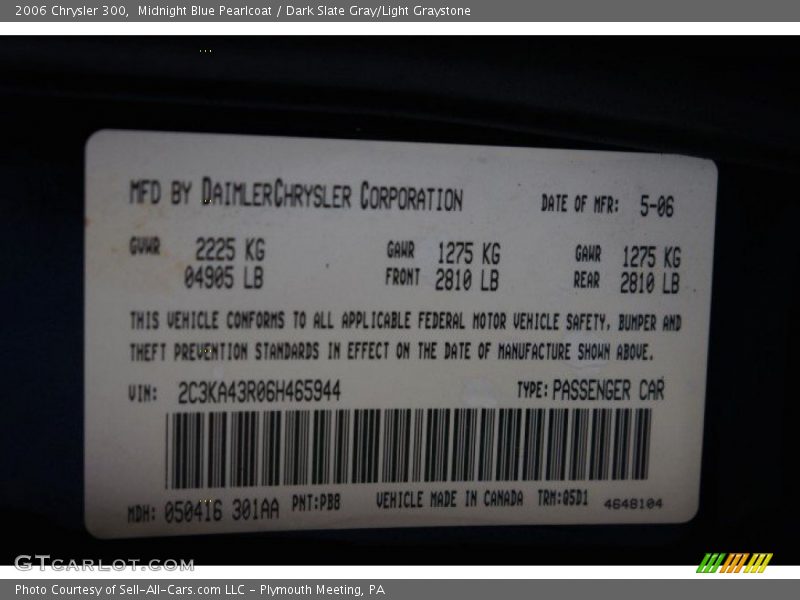 2006 Chrysler 300,  Midnight Blue Pearlcoat / Dark Slate Gray/Light Graystone
MFD BY DAIMLERCHRYSLER CORPORATION DATE OF MFR: 5-06
GVWR 2225 KG GAWR 1275 KG GAWR 1275 KG
04905 LB FRONT 2810 LB REAR 2810 LB
THIS VEHICLE CONFORMS TO ALL APPLICABLE FEDERAL MOTOR VEHICLE SAFETY, BUMPER AND
THEFT PREVENTION STANDARDS IN EFFECT ON THE DATE OF MANUFACTURE SHOWN ABOVE.
VIN: 2C3KA43R06H465944 TYPE: PASSENGER CAR
MDH: 050416 301AA PNT:PB8 VEHICLE MADE IN CANADA TRM:05D1 4648104
GTCARLOT.COM
Photo Courtesy of Sell-All-Cars.com LLC - Plymouth Meeting, PA